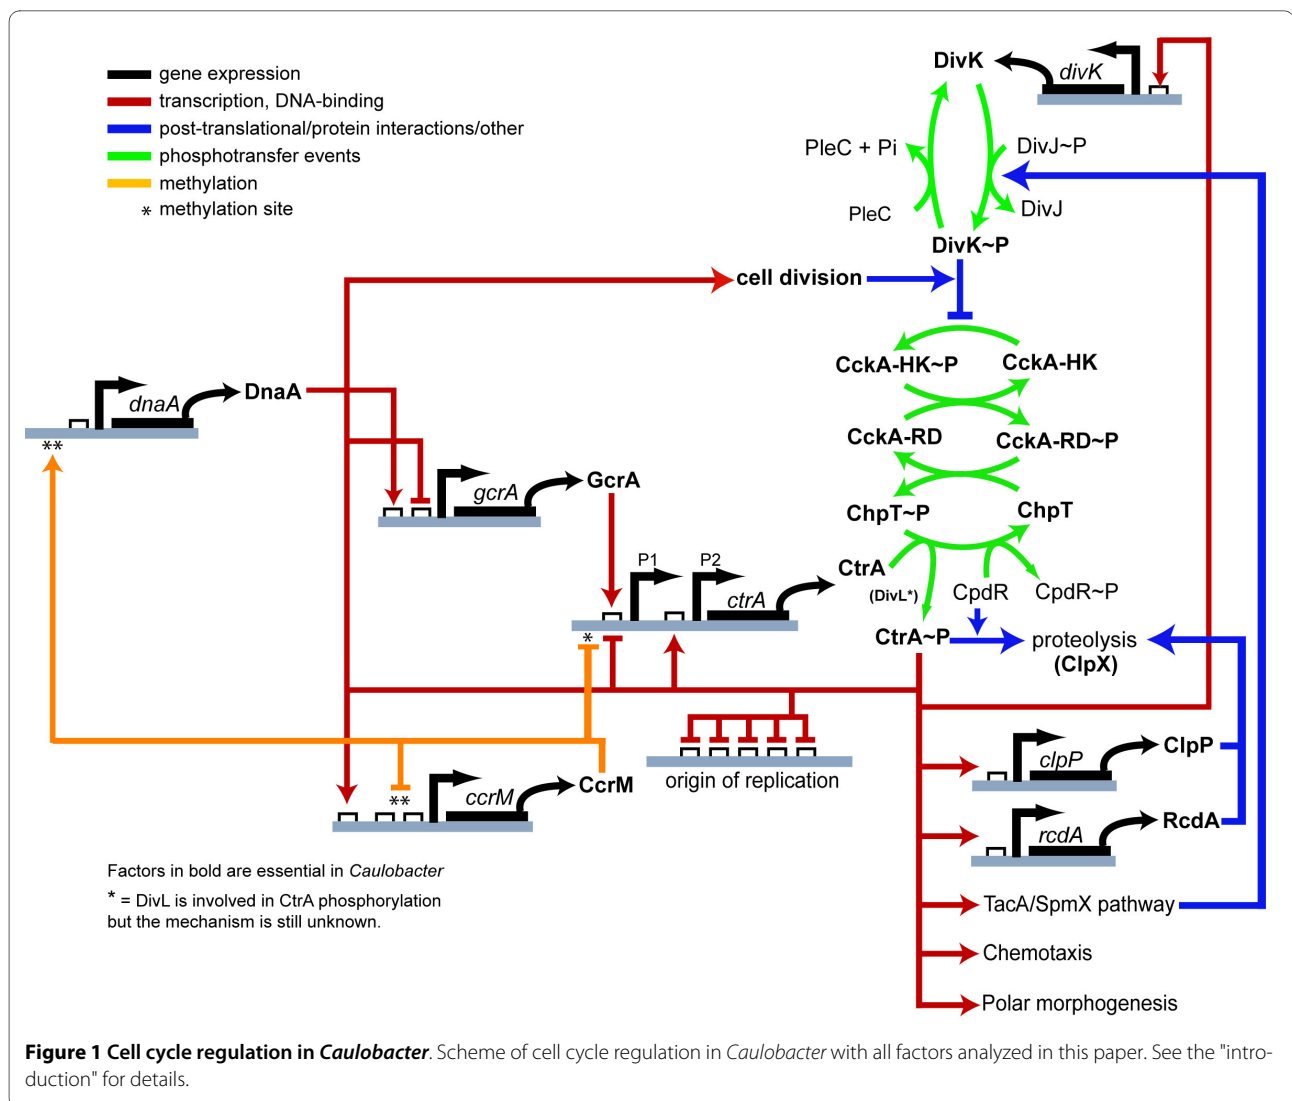 gene expression
transcription, DNA-binding
post-translational/protein interactions/other
phosphotransfer events
methylation
* methylation site
DivK
divK
PleC + Pi
DivJ~P
PleC
DivJ
DivK~P
cell division
CckA-HK~P
CckA-HK
dnaA
DnaA
CckA-RD
CckA-RD~P
**
gcrA
GcrA
ChpT~P
ChpT
P1
P2
ctrA
CtrA
(DivL*)
CpdR
CpdR~P
*
CtrA~P
proteolysis
(ClpX)
clpP
ClpP
origin of replication
**
ccrM
CcrM
rcdA
RcdA
Factors in bold are essential in Caulobacter
* = DivL is involved in CtrA phosphorylation
but the mechanism is still unknown.
TacA/SpmX pathway
Chemotaxis
Polar morphogenesis
Figure 1 Cell cycle regulation in Caulobacter. Scheme of cell cycle regulation in Caulobacter with all factors analyzed in this paper. See the "intro-
duction" for details.